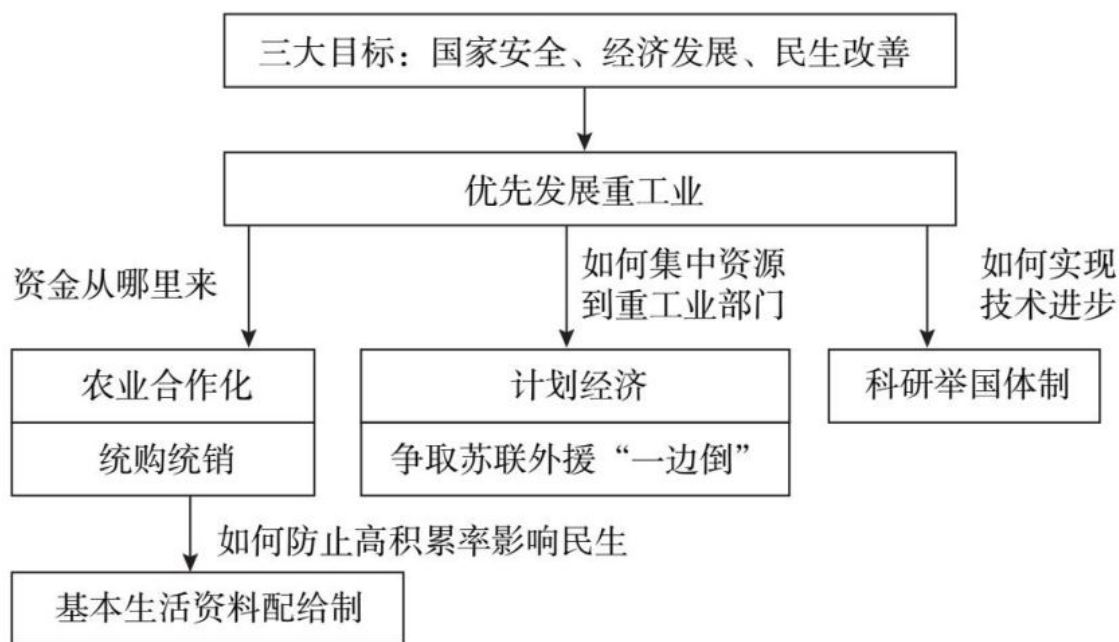 三大目标：国家安全、经济发展、民生改善
优先发展重工业
资金从哪里来
如何集中资源
到重工业部门
如何实现
技术进步
农业合作化
统购统销
计划经济
争取苏联外援“一边倒”
科研举国体制
如何防止高积累率影响民生
基本生活资料配给制